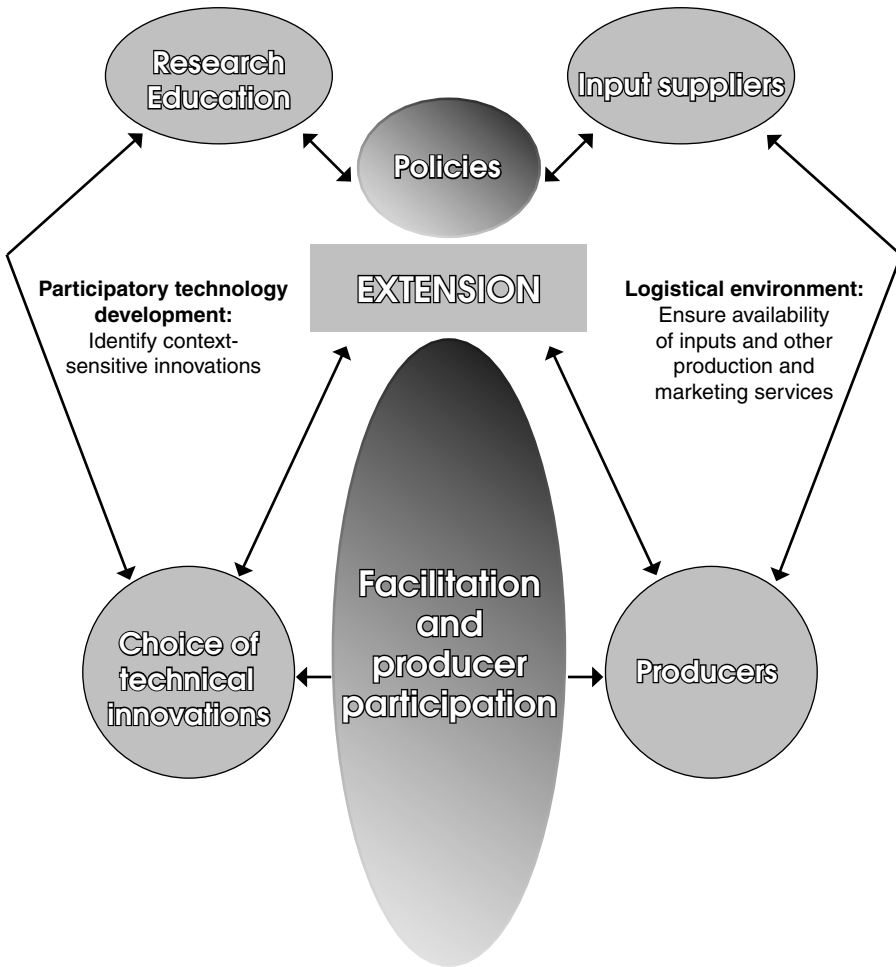 Research
Education
Input suppliers
Policies
EXTENSION
Participatory technology
development:
Identify context-
sensitive innovations
Logistical environment:
Ensure availability
of inputs and other
production and
marketing services
Facilitation
and
producer
participation
Choice of
technical
innovations
Producers